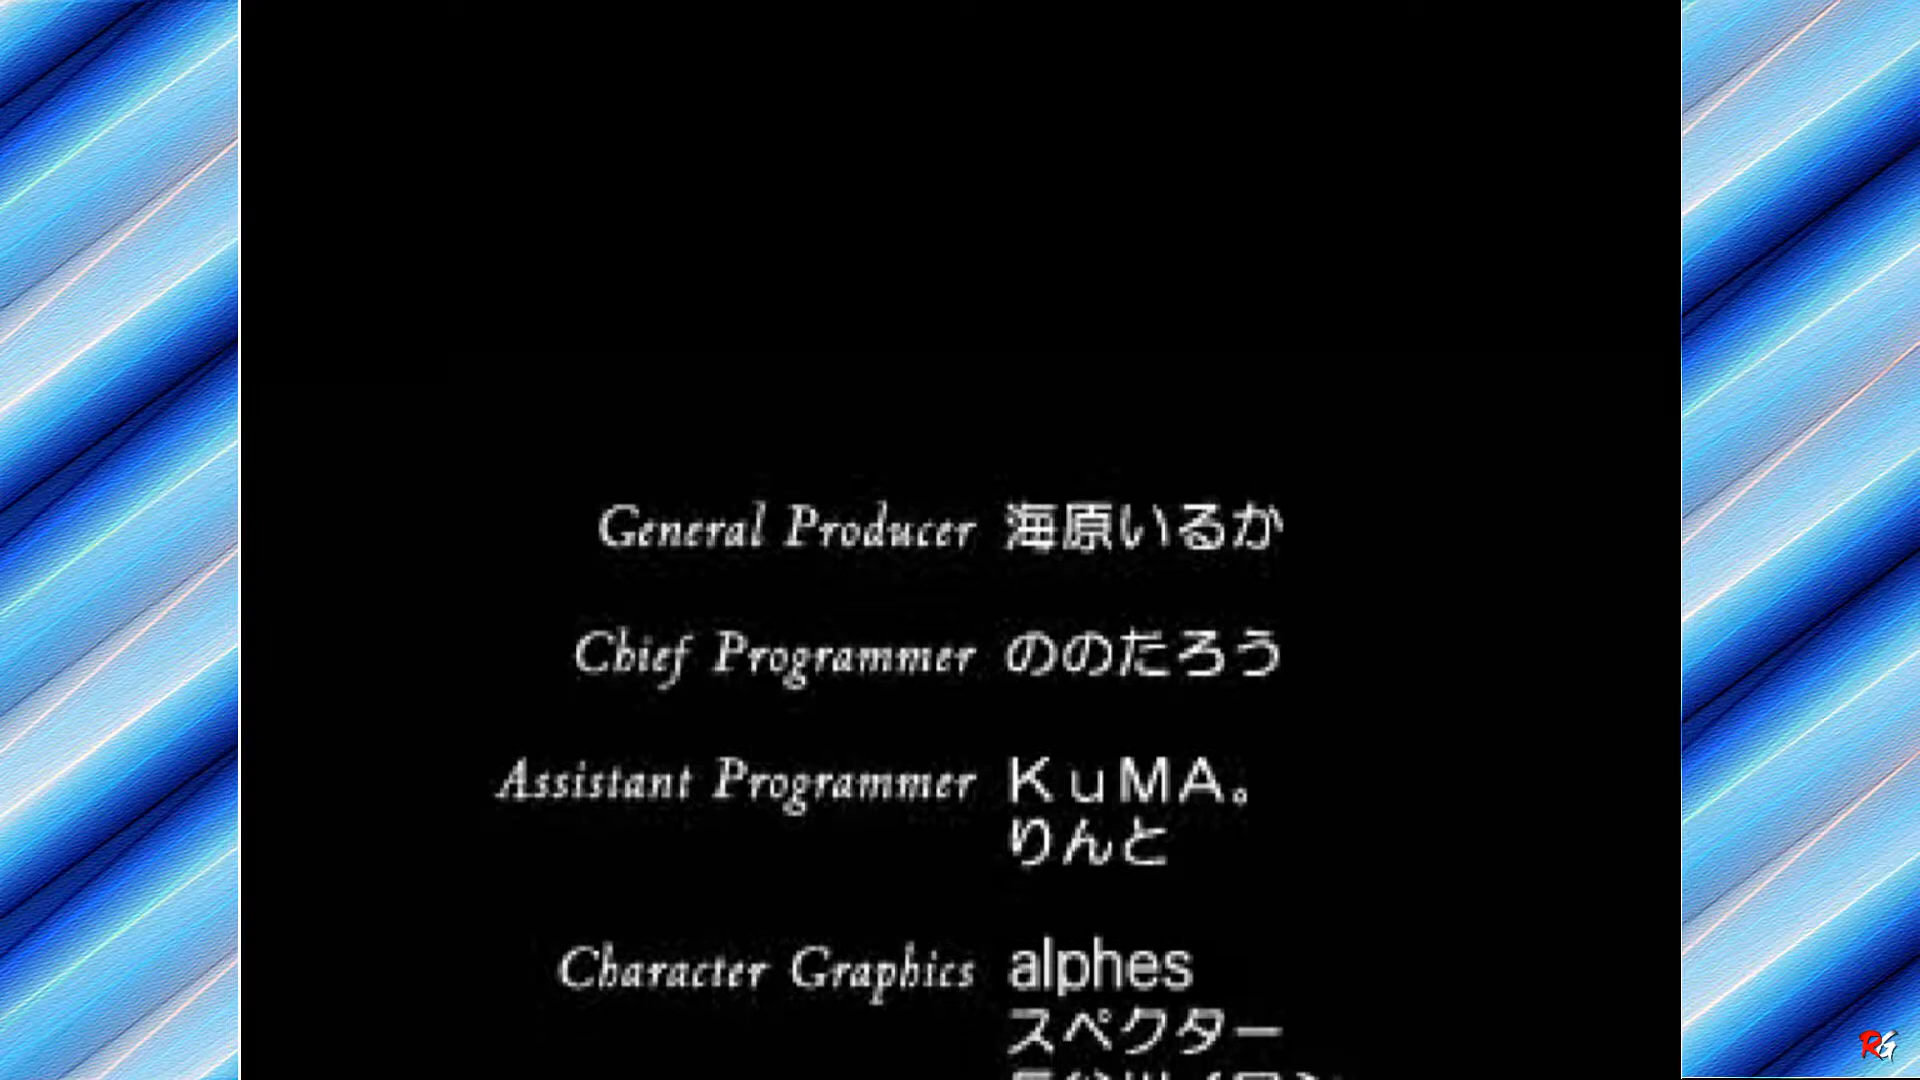 General Producer 海原いるか
Chief Programmer ののたろう
Assistant Programmer KuMA。
りんと
Character Graphics alphes
スペクター
RG